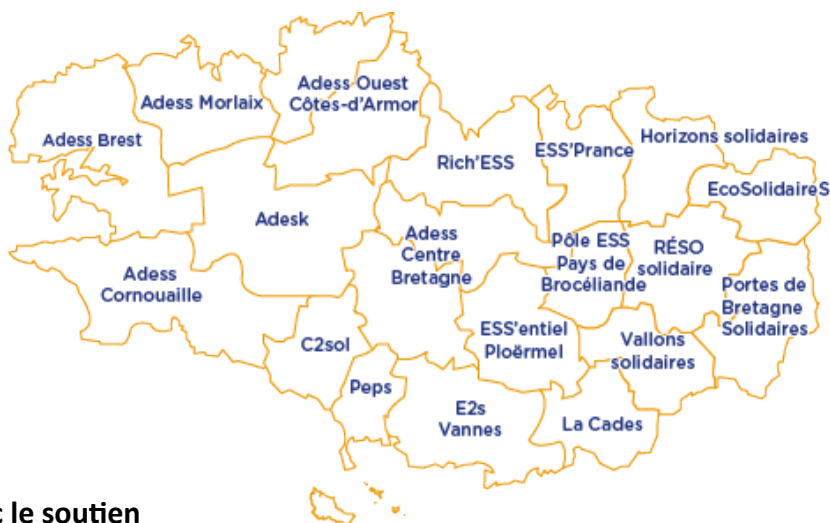 Adess Ouest
Côtes-d'Armor
Adess Morlaix
Adess Brest
Horizons solidaires
ESS'Prance
Rich'ESS
EcoSolidaireS
Adesk
Adess
Centre
Bretagne
Pôle ESS
Pays de
Brocéliande
RÉSO
solidaire
Adess
Cornouaille
Portes de
Bretagne
Solidaires
ESS'entiel
Ploërmel
Vallons
solidaires
C2sol
Peps
E2s
Vannes
La Cades
le soutien